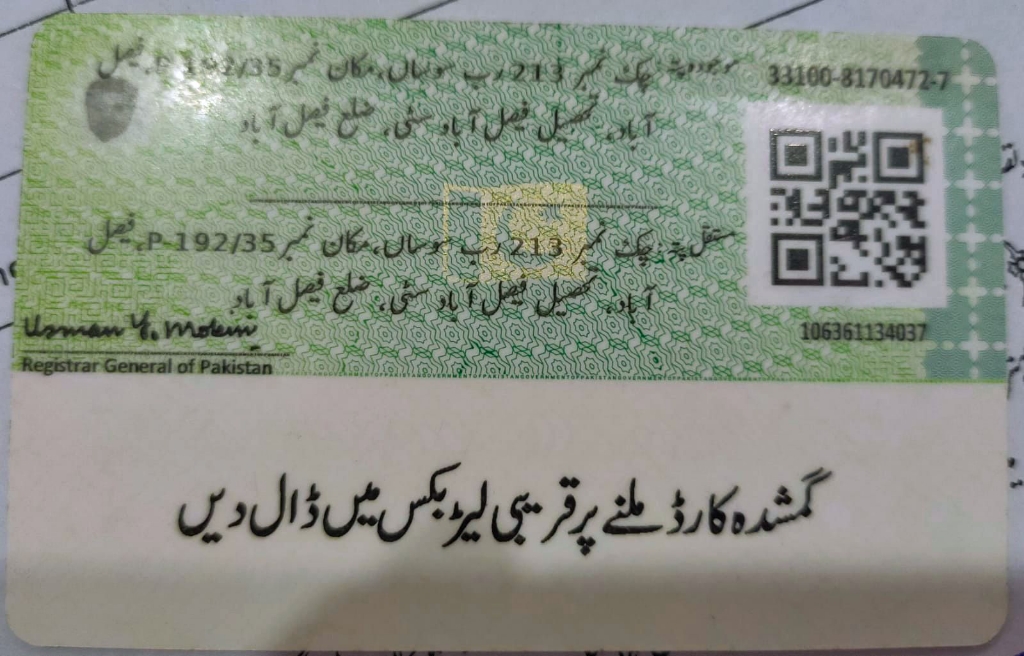 موجودہ پتہ: چک نمبر 213 رب سوساں، مکان نمبر P-192/35، فیصل
آباد، تحصیل فیصل آباد سٹی، ضلع فیصل آباد
33100-8170472-7
مستقل پتہ: چک نمبر 213 رب سوساں، مکان نمبر P-192/35، فیصل
آباد، تحصیل فیصل آباد سٹی، ضلع فیصل آباد
106361134037
Registrar General of Pakistan
گمشدہ کارڈ ملنے پر قریبی لیٹر بکس میں ڈال دیں